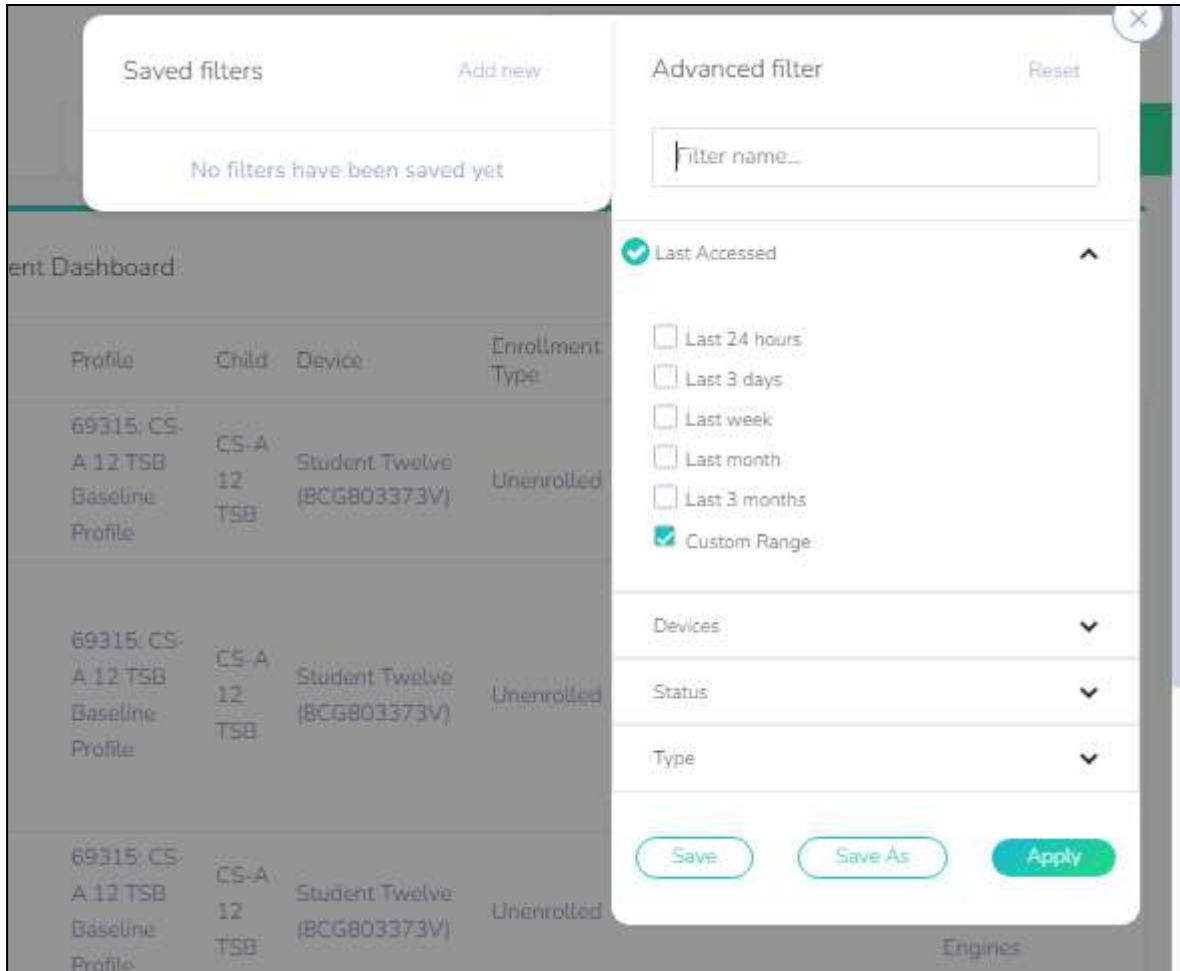 Saved filters
Add new
No filters have been saved yet
Advanced filter
Reset
Filter name...
Last Accessed
Last 24 hours
Last 3 days
Last week
Last month
Last 3 months
Custom Range
Devices
Status
Type
Save
Save As
Apply
ent Dashboard
Profile
Child
Device
Enrollment
Type
69315: CS-
A 12 TSB
Baseline
Profile
CS-A
12
TSB
Student Twelve
(8CG803373V)
Unenrolled
69315: CS-
A 12 TSB
Baseline
Profile
CS-A
12
TSB
Student Twelve
(8CG803373V)
Unenrolled
69315: CS-
A 12 TSB
Baseline
Profile
CS-A
12
TSB
Student Twelve
(8CG803373V)
Unenrolled
Engines